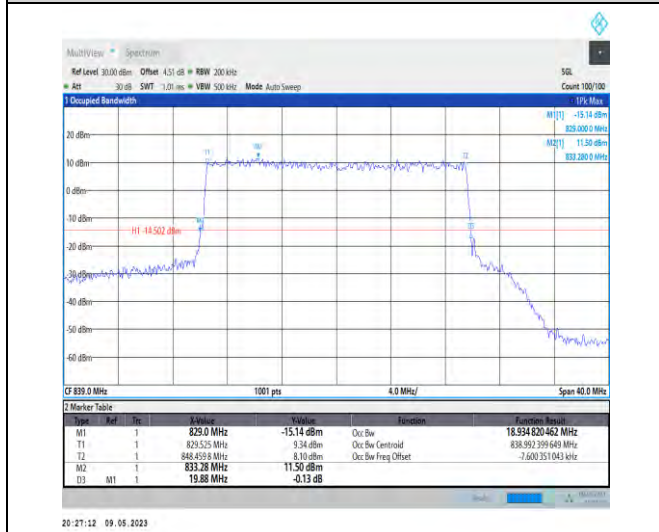 MultiView Spectrum
Ref Level 30.00 dBm Offset 4.51 dB RBW 200 kHz SGL
Att 30 dB SWT 1.01 ms VBW 500 kHz Mode Auto Sweep Count 100/100
1 Occupied Bandwidth 1Pk Max
M1[1] -15.14 dBm
829.000 0 MHz
M2[1] 11.50 dBm
833.280 0 MHz
20 dBm
T1 M2 T2
10 dBm
0 dBm
-10 dBm
M1
H1 -14.502 dBm
D3
-20 dBm
-30 dBm
-40 dBm
-50 dBm
-60 dBm
CF 839.0 MHz 1001 pts 4.0 MHz/ Span 40.0 MHz
2 Marker Table
Type Ref Trc X-Value Y-Value Function Function Result
M1 1 829.0 MHz -15.14 dBm Occ Bw 18.934 820 462 MHz
T1 1 829.525 MHz 9.34 dBm Occ Bw Centroid 838.992 399 649 MHz
T2 1 848.459 8 MHz 8.10 dBm Occ Bw Freq Offset -7.600 351 043 kHz
M2 1 833.28 MHz 11.50 dBm
D3 M1 1 19.88 MHz -0.13 dB
20:27:12 09.05.2023